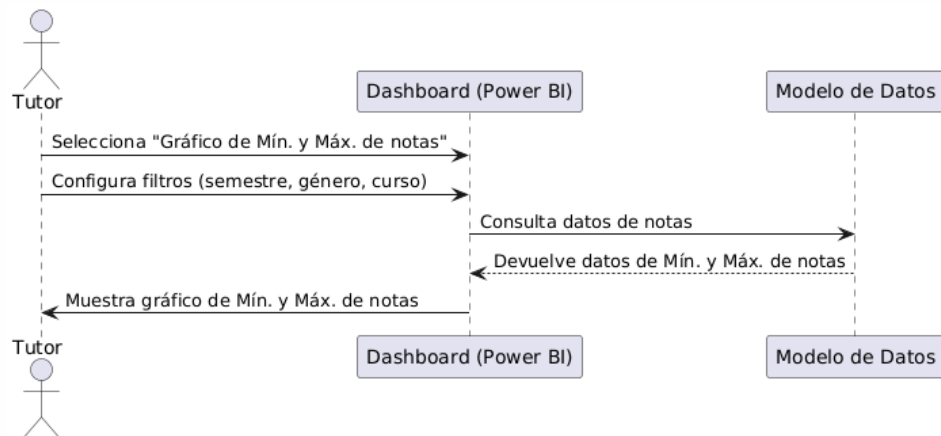 Tutor
Dashboard (Power BI)
Modelo de Datos
Selecciona "Gráfico de Mín. y Máx. de notas"
Configura filtros (semestre, género, curso)
Consulta datos de notas
Devuelve datos de Mín. y Máx. de notas
Muestra gráfico de Mín. y Máx. de notas
Tutor
Dashboard (Power BI)
Modelo de Datos